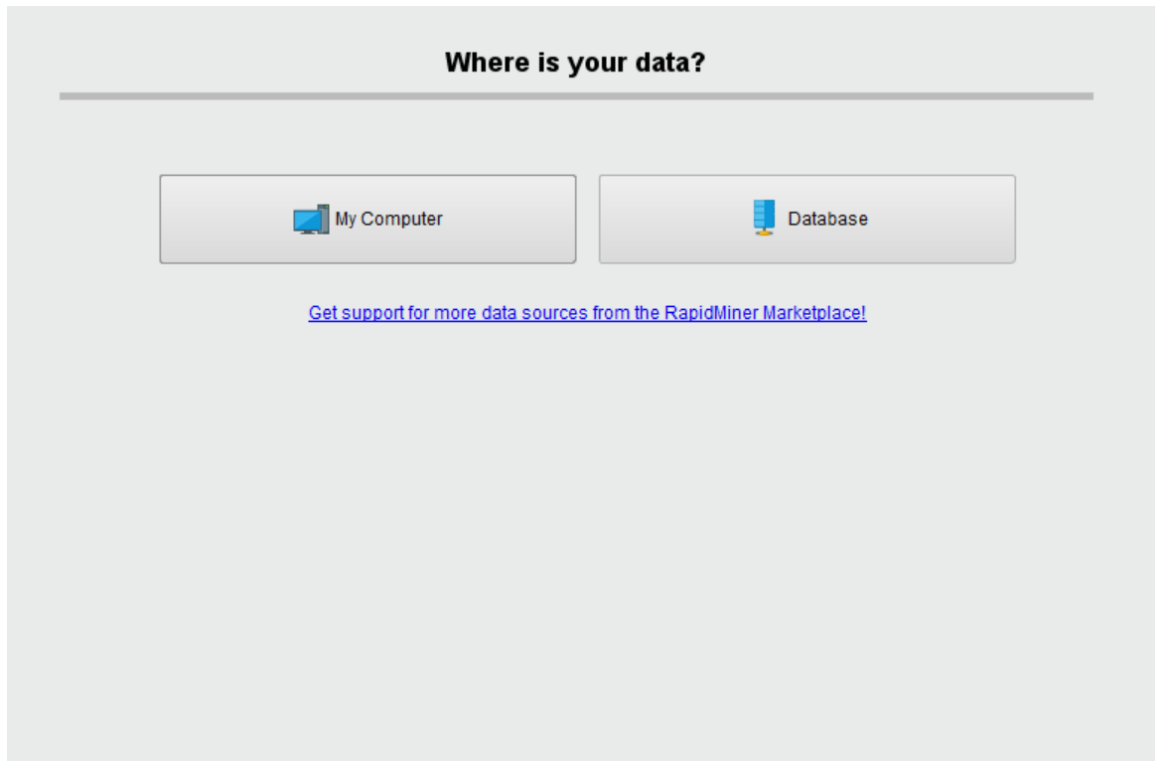 Where is your data?
My Computer
Database
Get support for more data sources from the RapidMiner Marketplace!